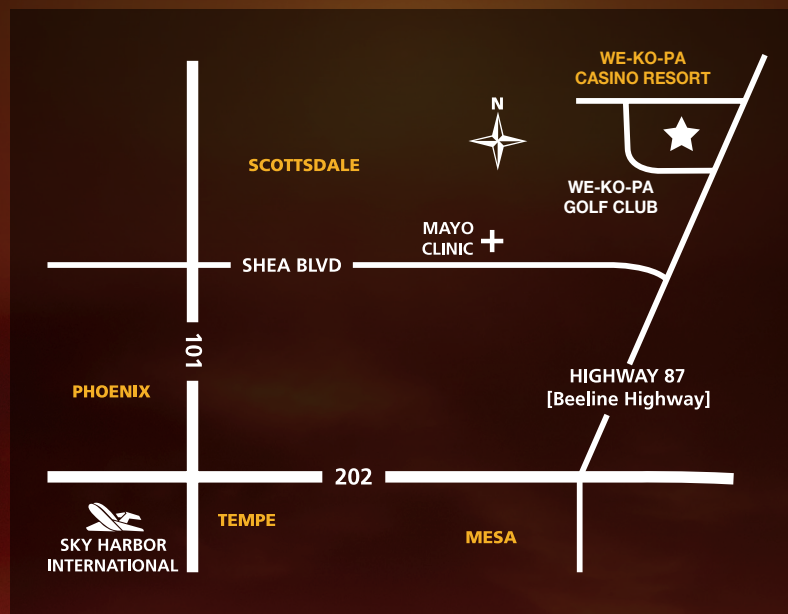 WE-KO-PA
CASINO RESORT
N
SCOTTSDALE
WE-KO-PA
GOLF CLUB
MAYO
CLINIC
SHEA BLVD
101
PHOENIX
HIGHWAY 87
[Beeline Highway]
202
TEMPE
MESA
SKY HARBOR
INTERNATIONAL